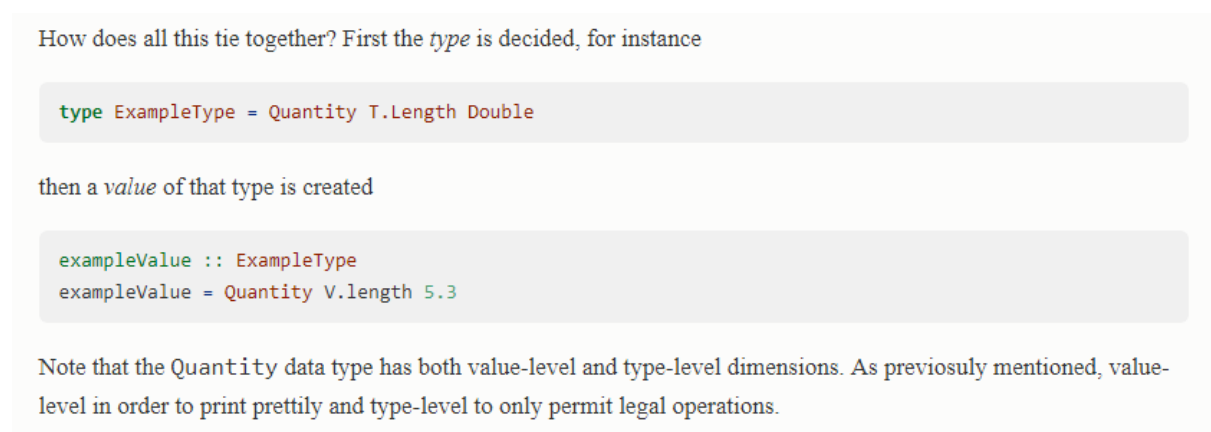 How does all this tie together? First the type is decided, for instance
type ExampleType = Quantity T.Length Double
then a value of that type is created
exampleValue :: ExampleType
exampleValue = Quantity V.length 5.3
Note that the Quantity data type has both value-level and type-level dimensions. As previosuly mentioned, value-
level in order to print prettily and type-level to only permit legal operations.